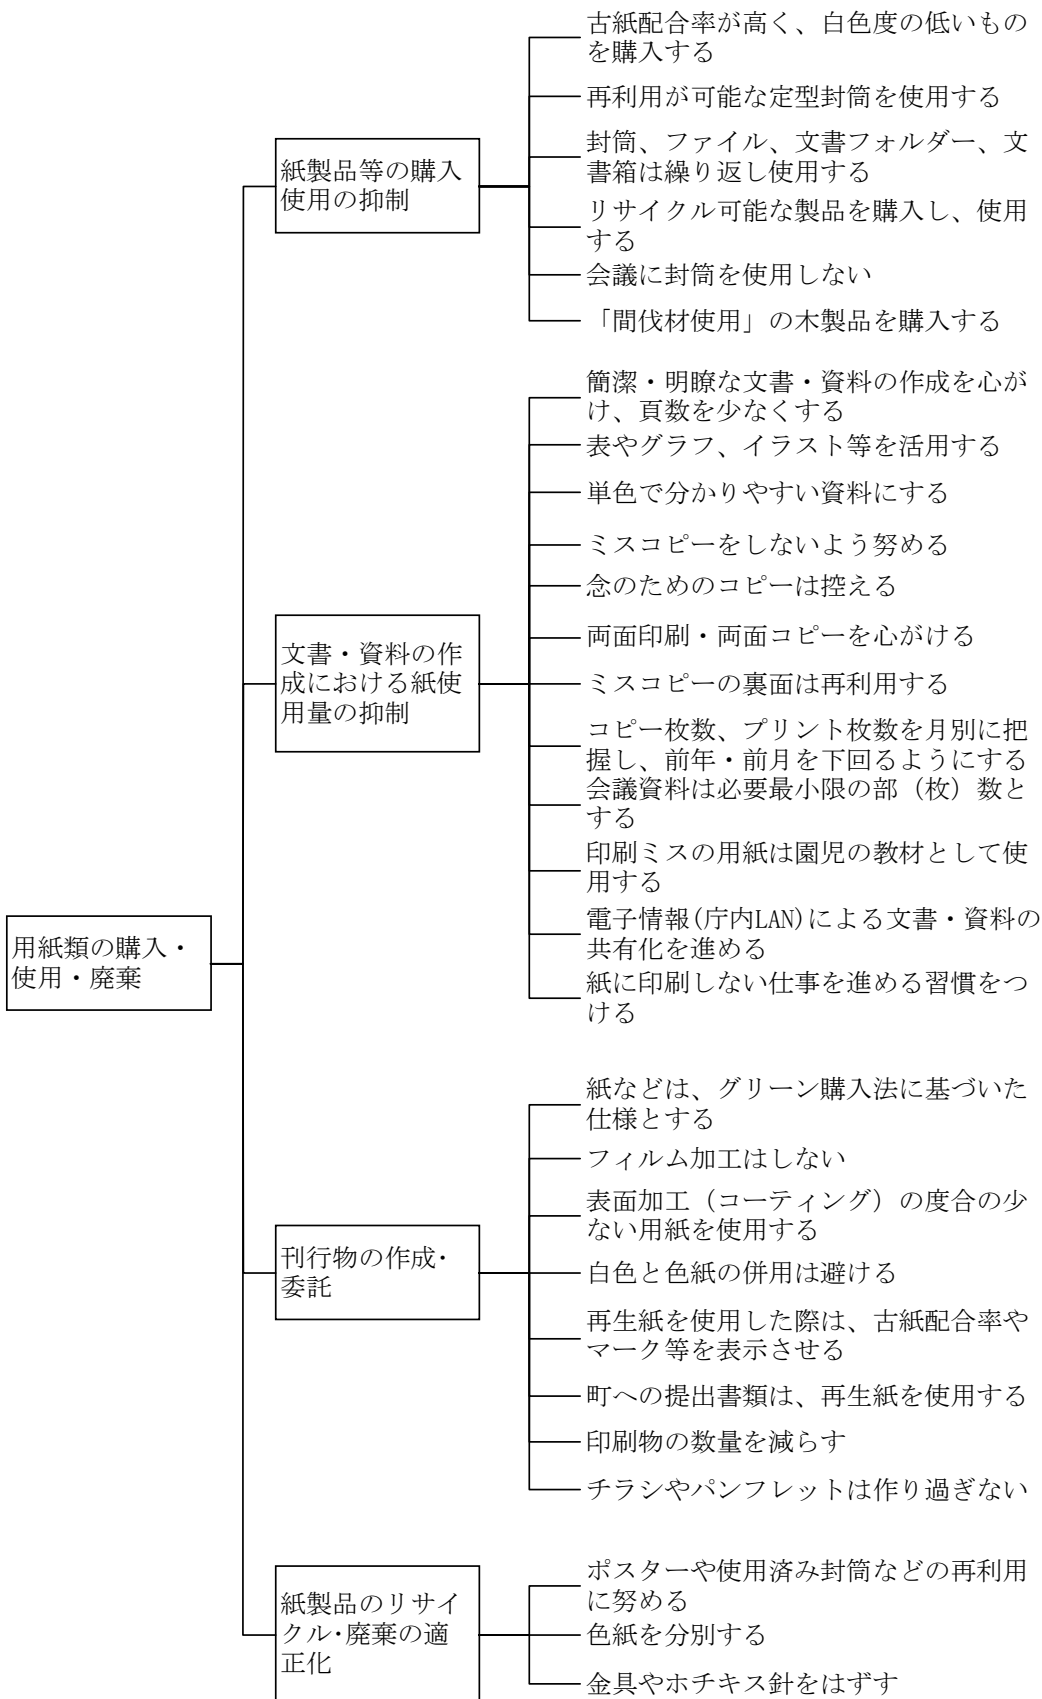 用紙類の購入・
使用・廃棄
紙製品等の購入
使用の抑制
古紙配合率が高く、白色度の低いもの
を購入する
再利用が可能な定型封筒を使用する
封筒、ファイル、文書フォルダー、文
書箱は繰り返し使用する
リサイクル可能な製品を購入し、使用
する
会議に封筒を使用しない
「間伐材使用」の木製品を購入する
文書・資料の作
成における紙使
用量の抑制
簡潔・明瞭な文書・資料の作成を心が
け、頁数を少なくする
表やグラフ、イラスト等を活用する
単色で分かりやすい資料にする
ミスコピーをしないよう努める
念のためのコピーは控える
両面印刷・両面コピーを心がける
ミスコピーの裏面は再利用する
コピー枚数、プリント枚数を月別に把
握し、前年・前月を下回るようにする
会議資料は必要最小限の部（枚）数と
する
印刷ミスの用紙は園児の教材として使
用する
電子情報(庁内LAN)による文書・資料の
共有化を進める
紙に印刷しない仕事を進める習慣をつ
ける
刊行物の作成･
委託
紙などは、グリーン購入法に基づいた
仕様とする
フィルム加工はしない
表面加工（コーティング）の度合の少
ない用紙を使用する
白色と色紙の併用は避ける
再生紙を使用した際は、古紙配合率や
マーク等を表示させる
町への提出書類は、再生紙を使用する
印刷物の数量を減らす
チラシやパンフレットは作り過ぎない
紙製品のリサイ
クル･廃棄の適
正化
ポスターや使用済み封筒などの再利用
に努める
色紙を分別する
金具やホチキス針をはずす